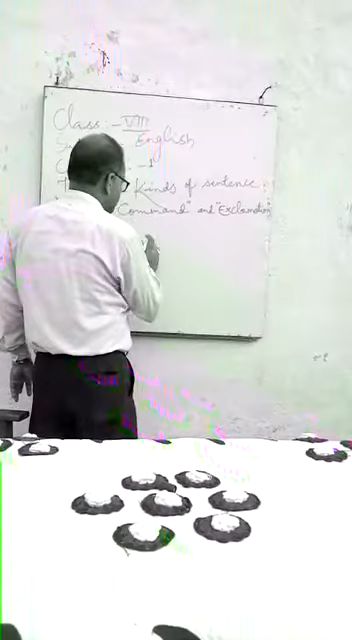 Class:- VIII
English
-1
Kinds of sentence.
"Command" and "Exclamation"